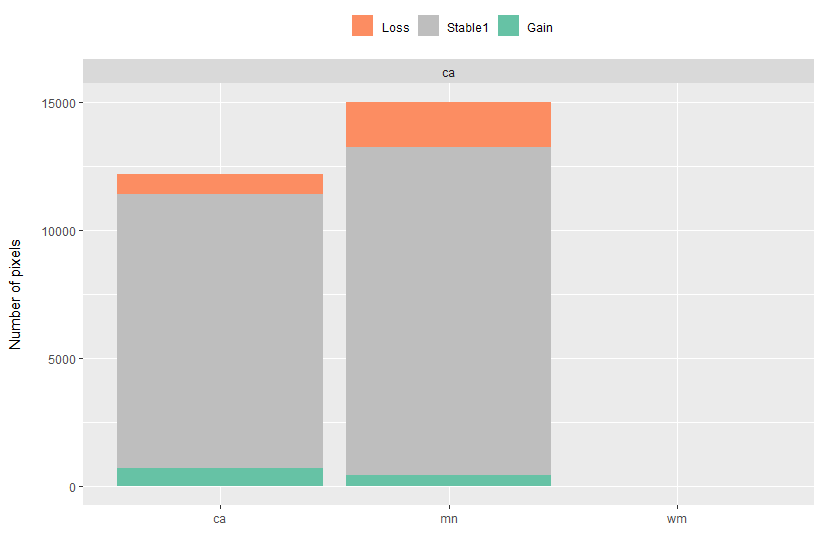 Loss Stable1 Gain
ca
15000
10000
5000
0
Number of pixels
ca mn wm